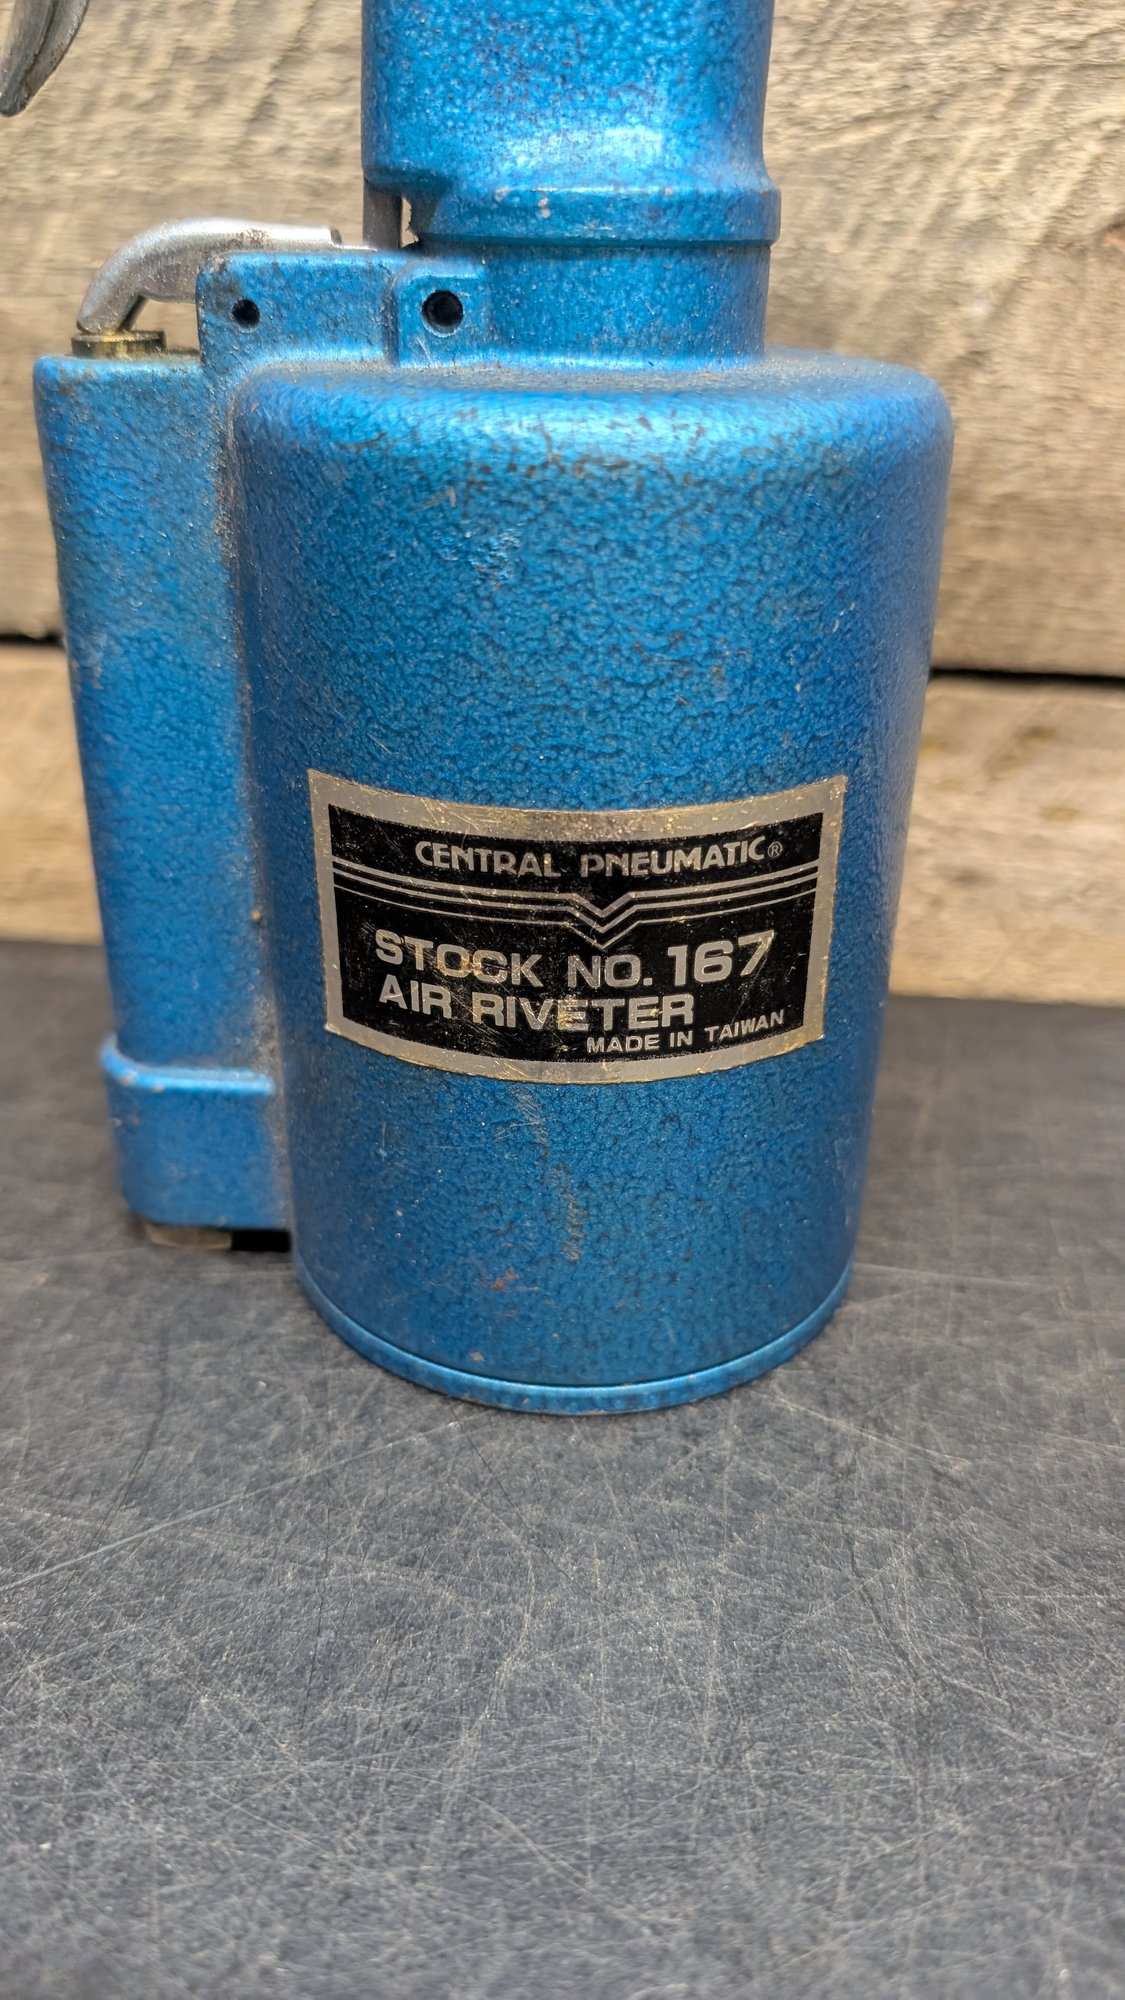 CENTRAL PNEUMATIC®
STOCK NO. 167
AIR RIVETER
MADE IN TAIWAN